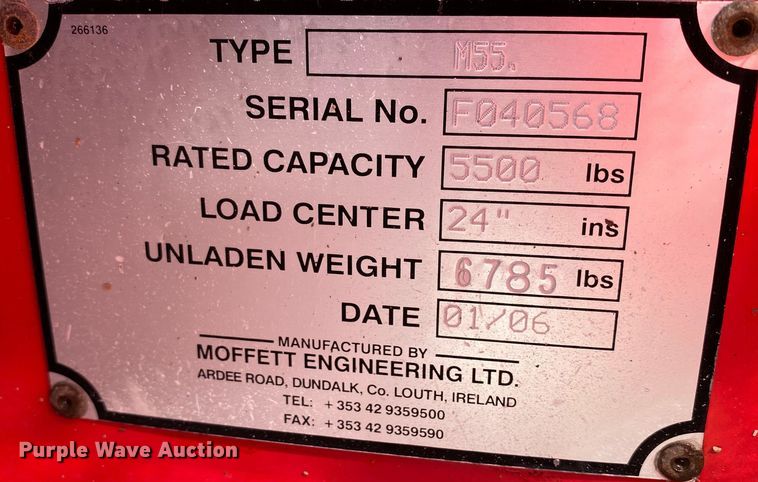 266136
TYPE M55.
SERIAL No. F040568
RATED CAPACITY 5500 lbs
LOAD CENTER 24" ins
UNLADEN WEIGHT 6785 lbs
DATE 01/06
MANUFACTURED BY
MOFFETT ENGINEERING LTD.
ARDEE ROAD, DUNDALK, Co. LOUTH, IRELAND
TEL: +353 42 9359500
FAX: +353 42 9359590
Purple Wave Auction